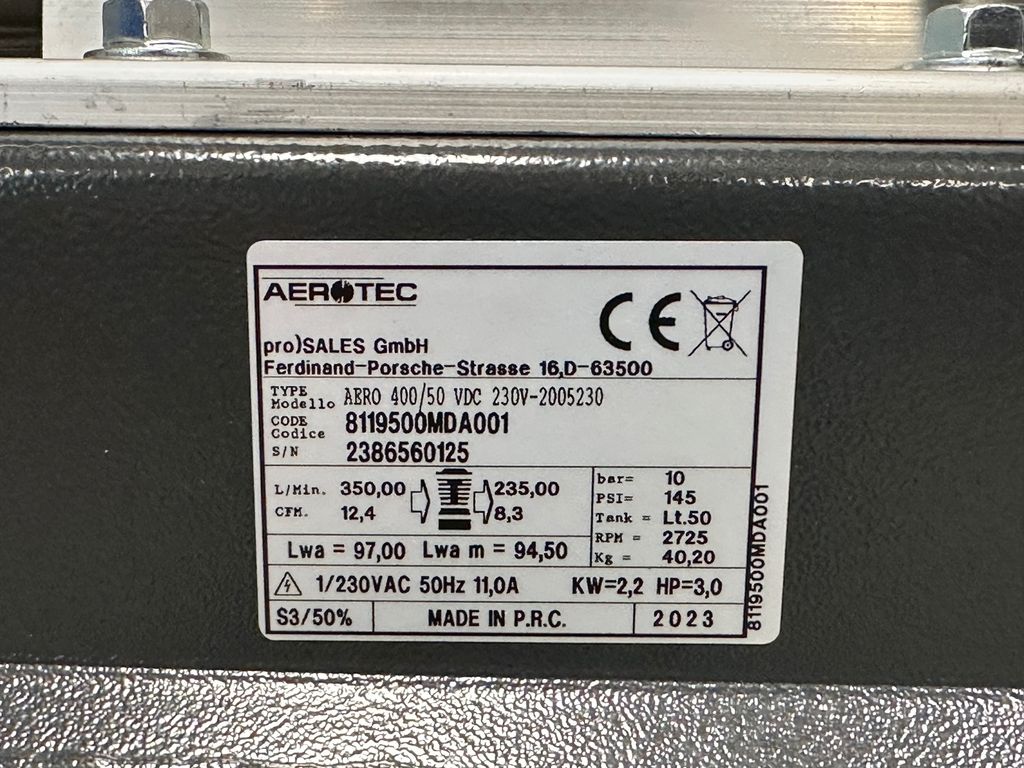 AEROTEC
CE
pro)SALES GmbH
Ferdinand-Porsche-Strasse 16,D-63500
TYPE
Modello AERO 400/50 VDC 230V-2005230
CODE
Codice 8119500MDA001
S/N 2386560125
L/Min. 350,00 235,00
CFM. 12,4 8,3
bar= 10
PSI= 145
Tank = Lt.50
RPM = 2725
Kg = 40,20
Lwa = 97,00 Lwa m = 94,50
1/230VAC 50Hz 11,0A KW=2,2 HP=3,0
S3/50% MADE IN P.R.C. 2023
8119500MDA001